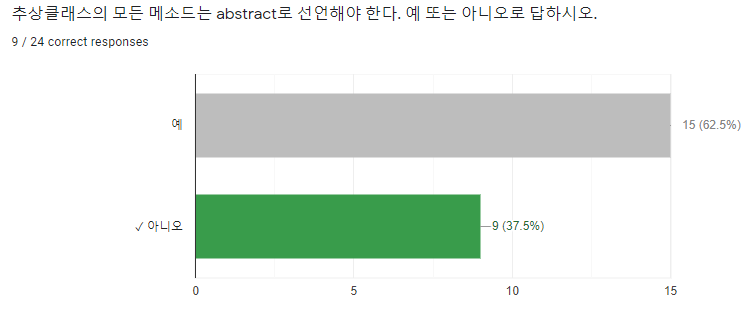 추상클래스의 모든 메소드는 abstract로 선언해야 한다. 예 또는 아니오로 답하시오.
9 / 24 correct responses
예
15 (62.5%)
✓ 아니오
9 (37.5%)
0
5
10
15